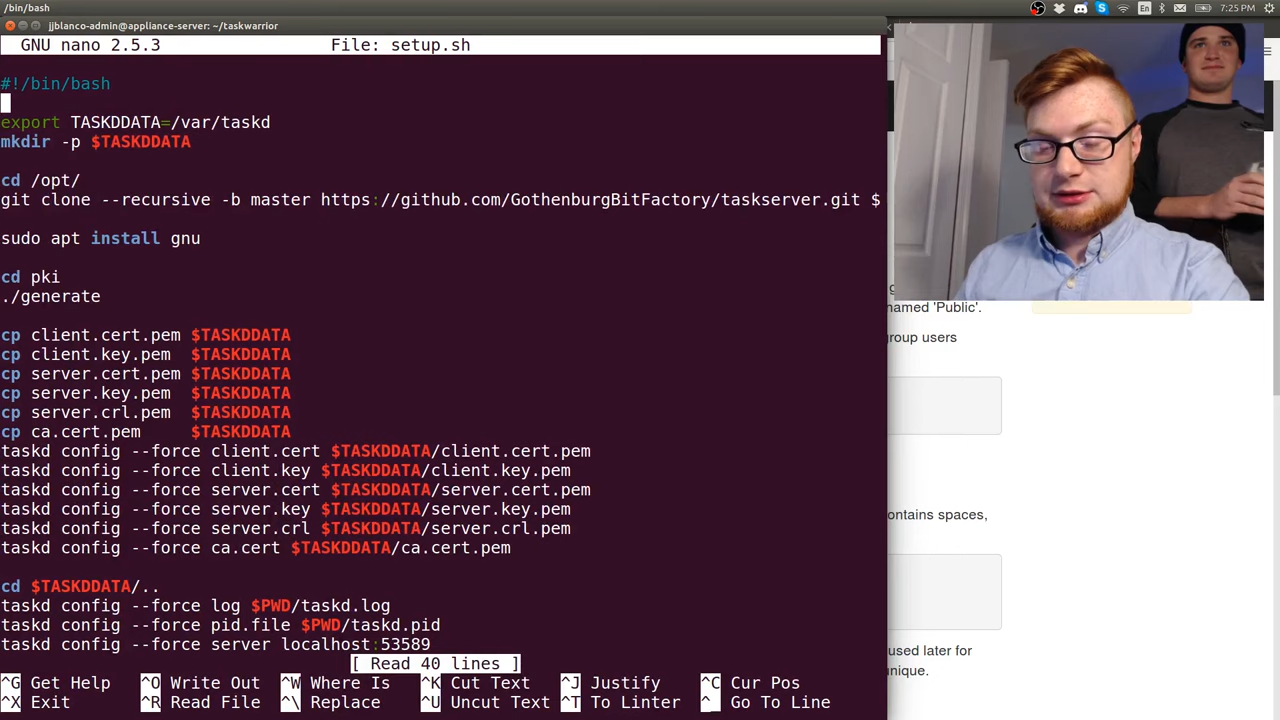 /bin/bash
En
7:25 PM
jjblanco-admin@appliance-server: ~/taskwarrior
GNU nano 2.5.3 File: setup.sh
#!/bin/bash
export TASKDDATA=/var/taskd
mkdir -p $TASKDDATA
cd /opt/
git clone --recursive -b master https://github.com/GothenburgBitFactory/taskserver.git $
sudo apt install gnu
cd pki
./generate
cp client.cert.pem $TASKDDATA
cp client.key.pem $TASKDDATA
cp server.cert.pem $TASKDDATA
cp server.key.pem $TASKDDATA
cp server.crl.pem $TASKDDATA
cp ca.cert.pem $TASKDDATA
taskd config --force client.cert $TASKDDATA/client.cert.pem
taskd config --force client.key $TASKDDATA/client.key.pem
taskd config --force server.cert $TASKDDATA/server.cert.pem
taskd config --force server.key $TASKDDATA/server.key.pem
taskd config --force server.crl $TASKDDATA/server.crl.pem
taskd config --force ca.cert $TASKDDATA/ca.cert.pem
cd $TASKDDATA/..
taskd config --force log $PWD/taskd.log
taskd config --force pid.file $PWD/taskd.pid
taskd config --force server localhost:53589
[ Read 40 lines ]
^G Get Help ^O Write Out ^W Where Is ^K Cut Text ^J Justify ^C Cur Pos
^X Exit ^R Read File ^\ Replace ^U Uncut Text ^T To Linter ^_ Go To Line
named 'Public'.
group users
ontains spaces,
used later for
nique.